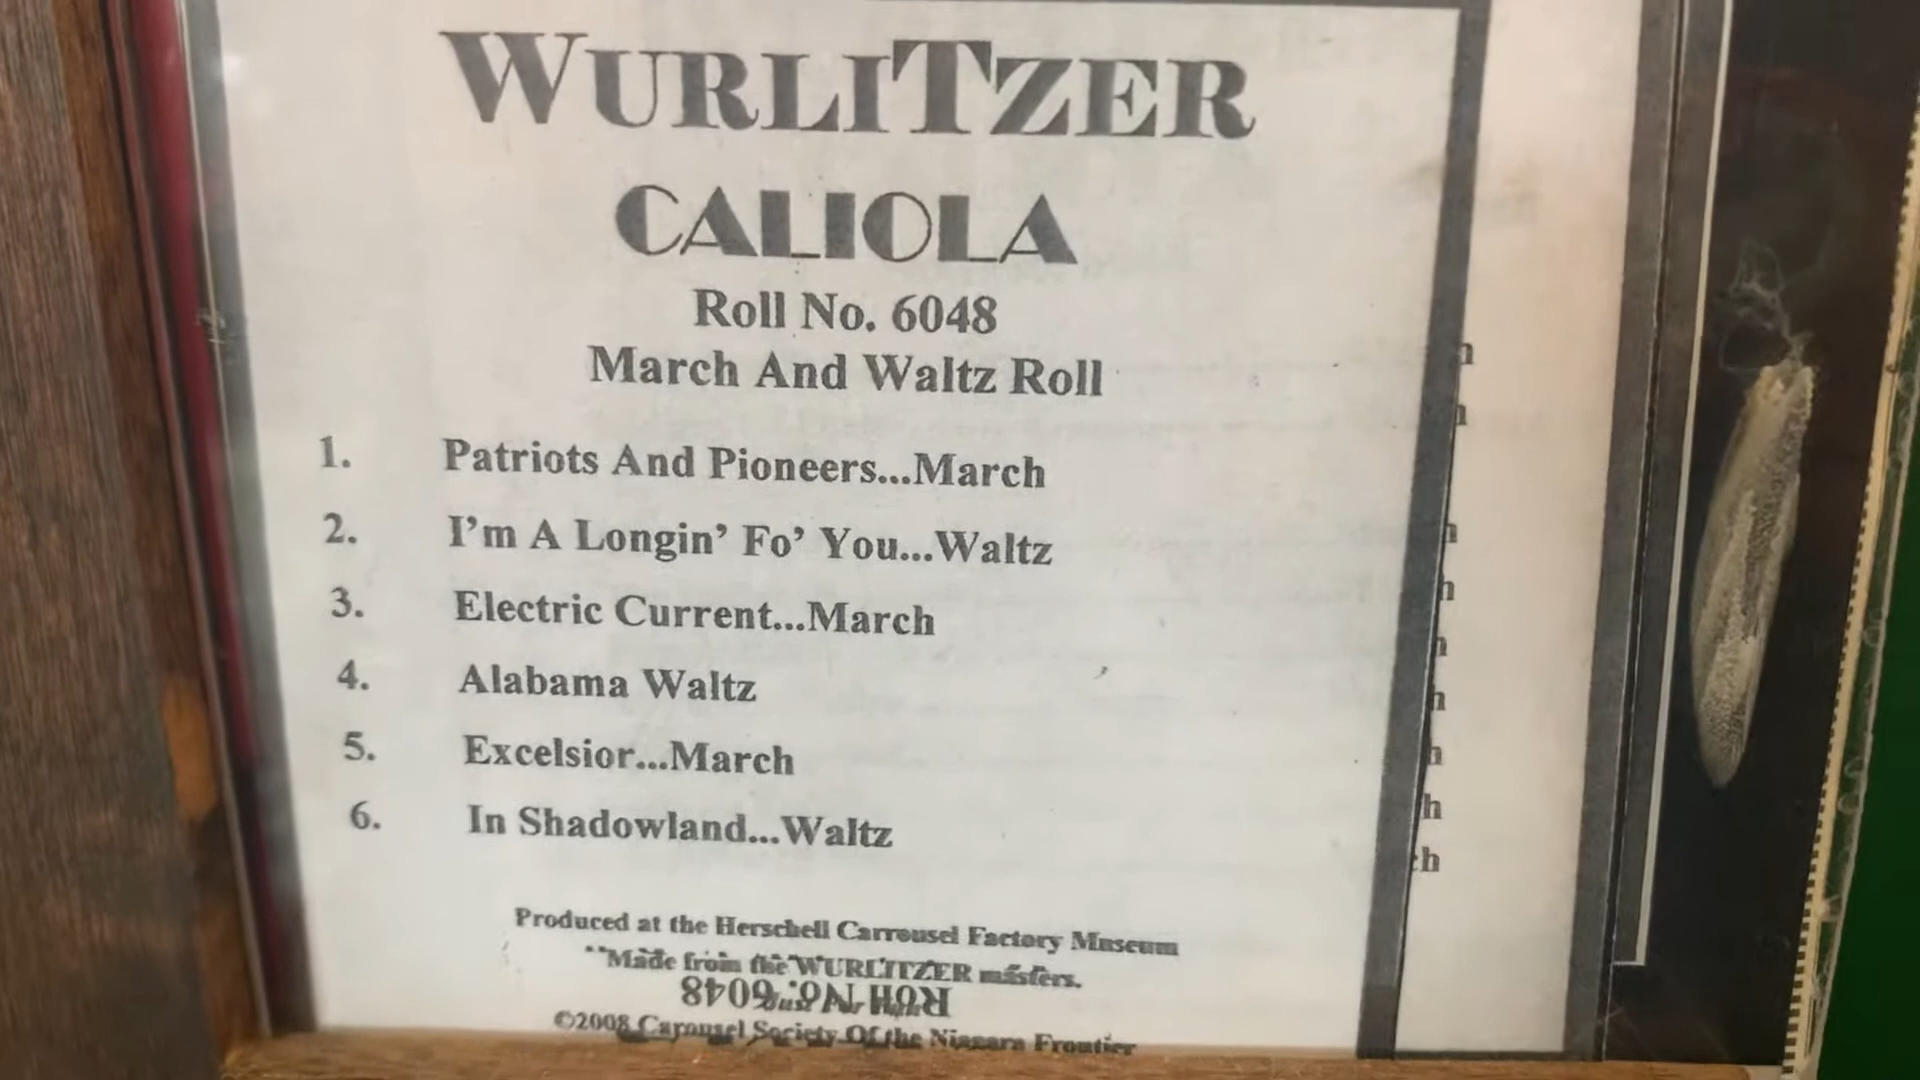 WURLITZER
CALIOLA
Roll No. 6048
March And Waltz Roll
1. Patriots And Pioneers...March
2. I'm A Longin' Fo' You...Waltz
3. Electric Current...March
4. Alabama Waltz
5. Excelsior...March
6. In Shadowland...Waltz
Produced at the Herschell Carrousel Factory Museum
Made from the WURLITZER masters.
Roll No. 6048
©2008 Carousel Society Of the Niagara Frontier